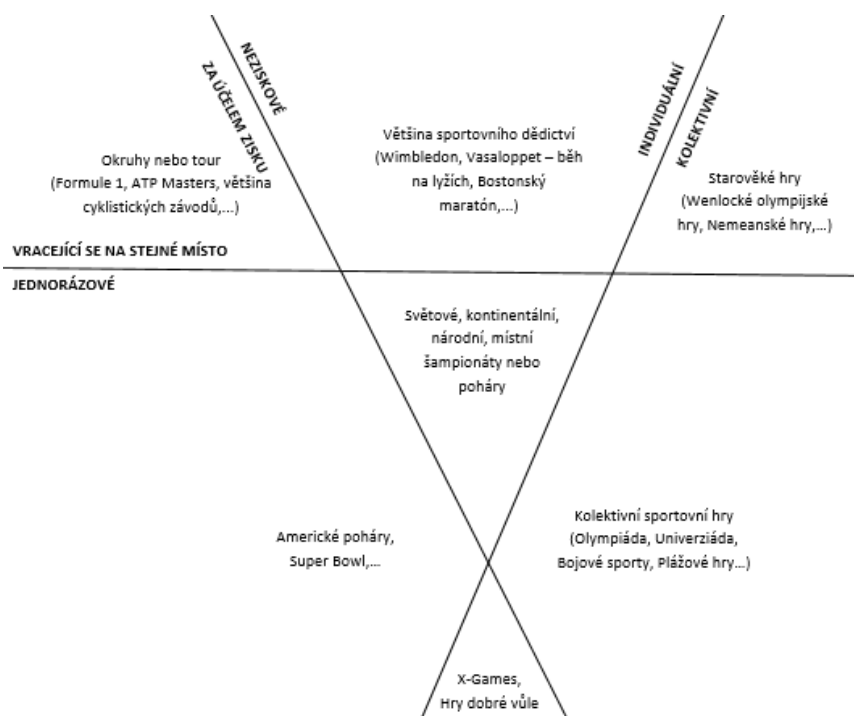 NEZISKOVÉ
ZA ÚČELEM ZISKU
INDIVIDUÁLNÍ
KOLEKTIVNÍ
Okruhy nebo tour
(Formule 1, ATP Masters, většina
cyklistických závodů,...)
Většina sportovního dědictví
(Wimbledon, Vasaloppet – běh
na lyžích, Bostonský
maratón,...)
Starověké hry
(Wenlocké olympijské
hry, Nemeanské hry,...)
VRACEJÍCÍ SE NA STEJNÉ MÍSTO
JEDNORÁZOVÉ
Světové, kontinentální,
národní, místní
šampionáty nebo
poháry
Americké poháry,
Super Bowl,...
Kolektivní sportovní hry
(Olympiáda, Univerziáda,
Bojové sporty, Plážové hry...)
X-Games,
Hry dobré vůle